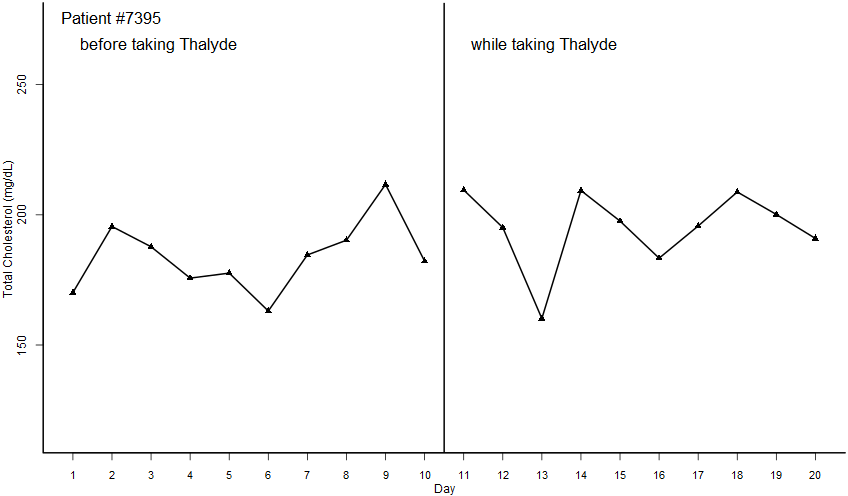 Patient #7395
before taking Thalyde
while taking Thalyde
Total Cholesterol (mg/dL)
250
200
150
1 2 3 4 5 6 7 8 9 10 11 12 13 14 15 16 17 18 19 20
Day